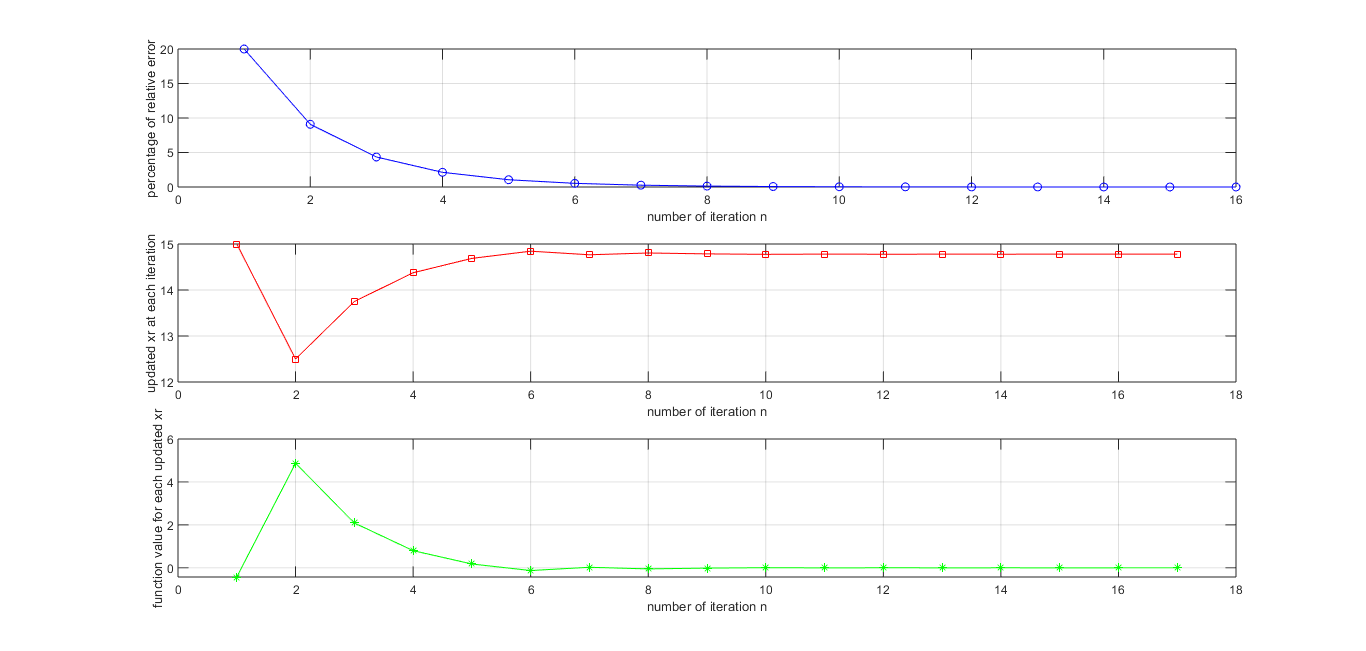 percentage of relative error
20
15
10
5
0
0 2 4 6 8 10 12 14 16
number of iteration n
updated xr at each iteration
15
14
13
12
0 2 4 6 8 10 12 14 16 18
number of iteration n
function value for each updated xr
6
4
2
0
0 2 4 6 8 10 12 14 16 18
number of iteration n